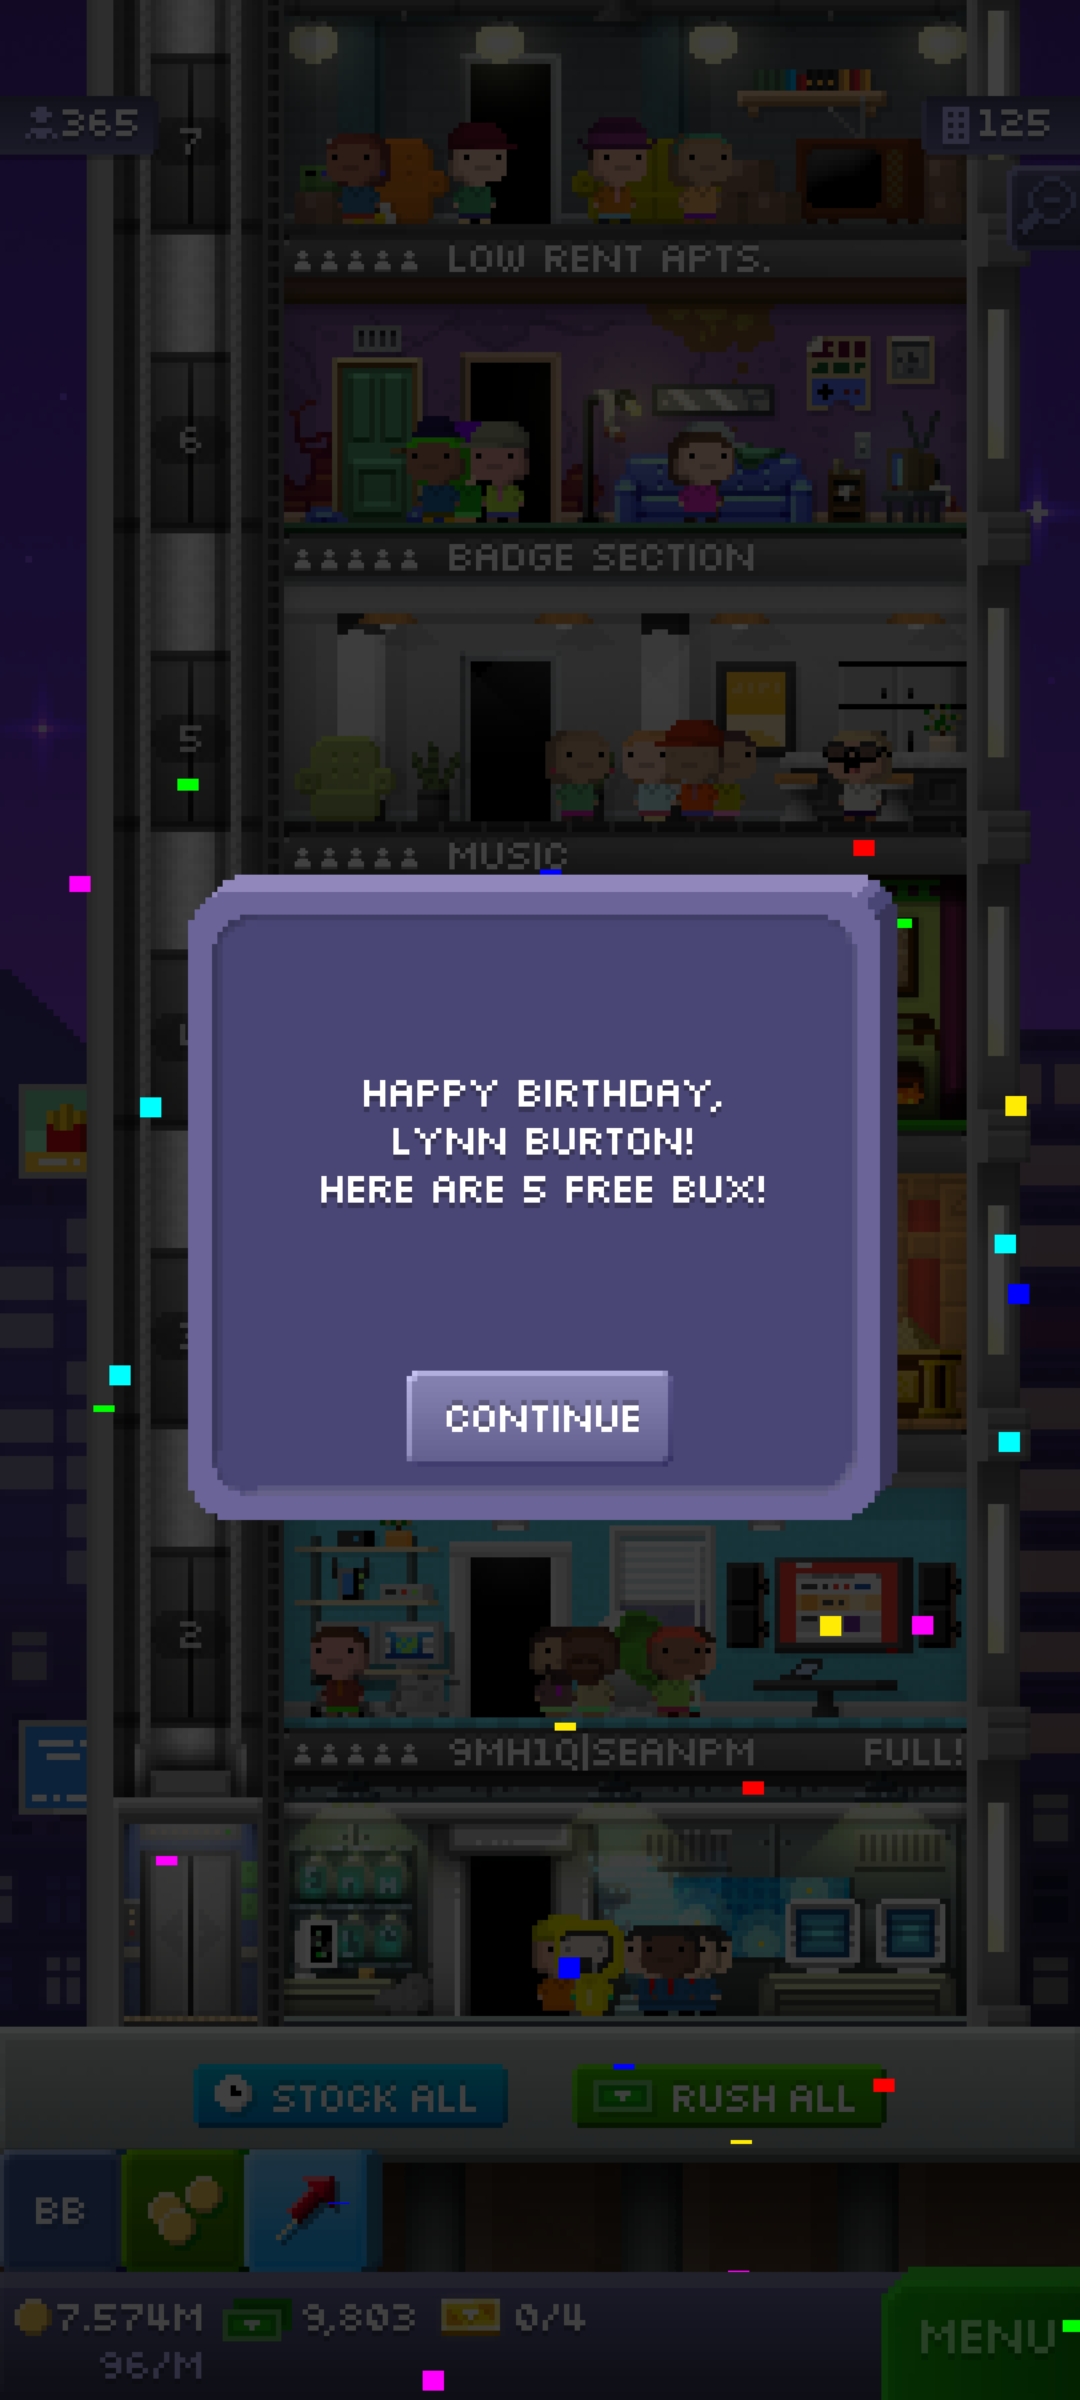 365
7
125
LOW RENT APTS.
6
BADGE SECTION
5
MUSIC
HAPPY BIRTHDAY,
LYNN BURTON!
HERE ARE 5 FREE BUX!
CONTINUE
2
9MH1Q|SEANPM FULL!
STOCK ALL
RUSH ALL
BB
7.574M
9,803
0/4
MENU
96/M